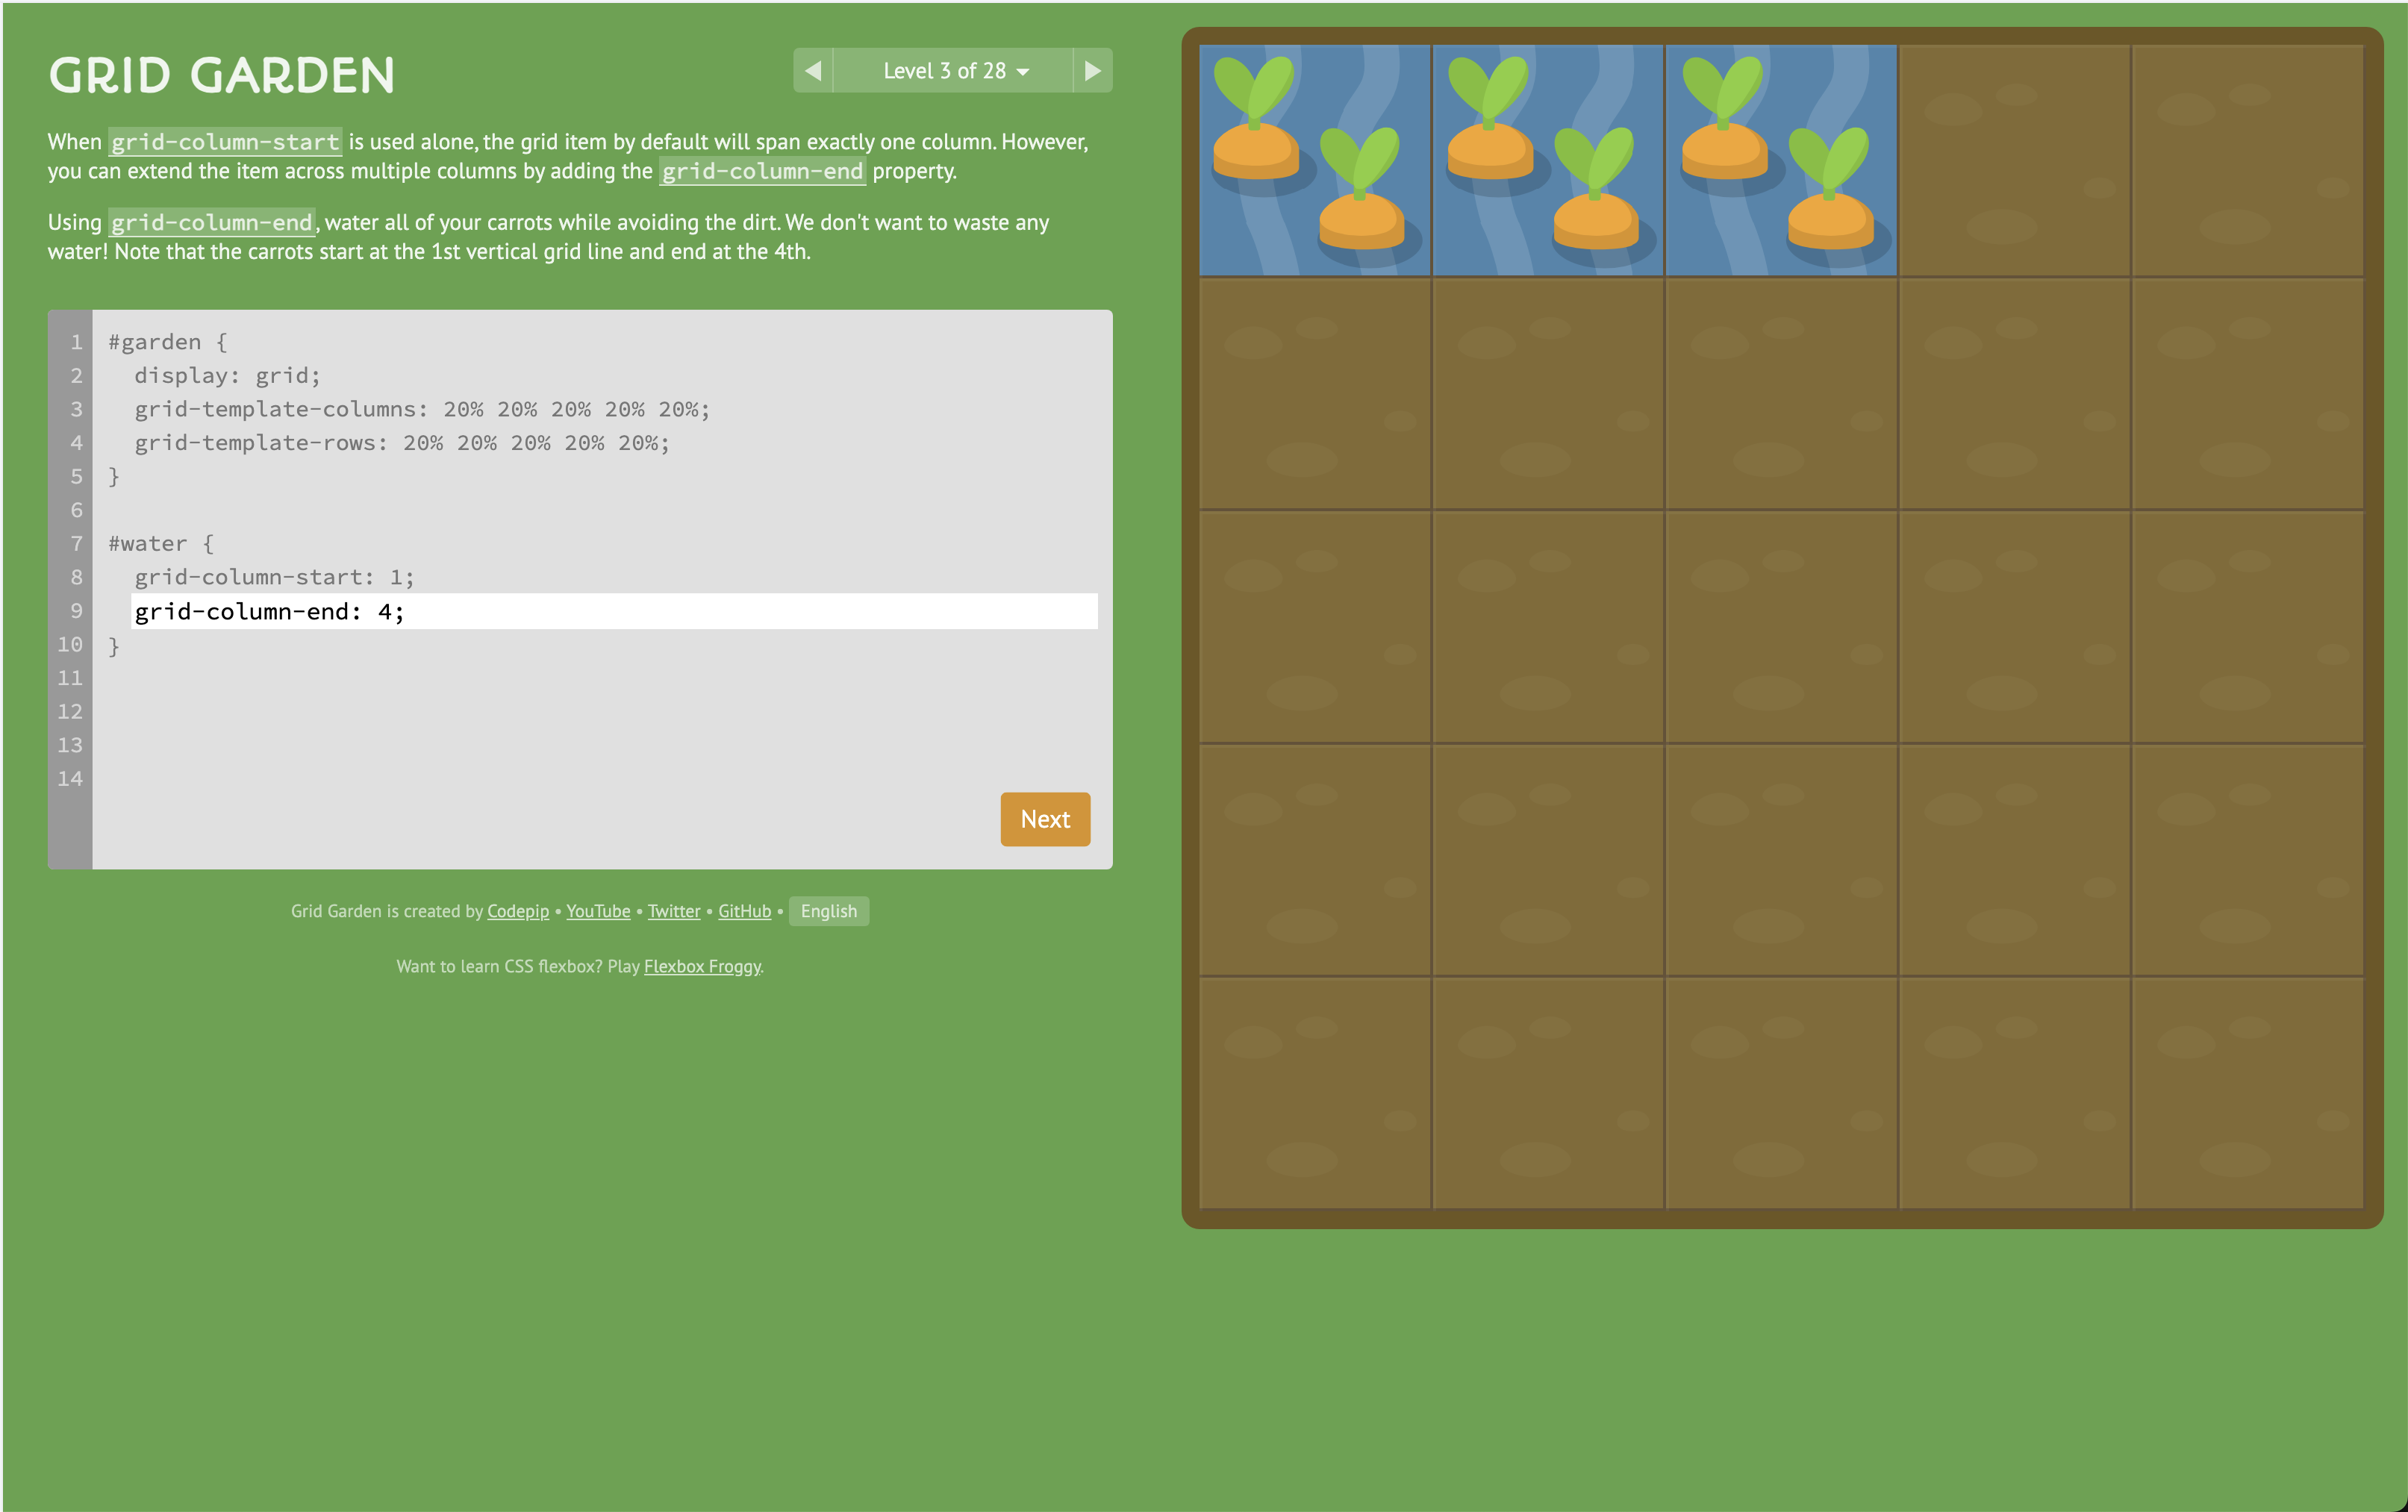 GRID GARDEN
Level 3 of 28
When grid-column-start is used alone, the grid item by default will span exactly one column. However,
you can extend the item across multiple columns by adding the grid-column-end property.
Using grid-column-end, water all of your carrots while avoiding the dirt. We don't want to waste any
water! Note that the carrots start at the 1st vertical grid line and end at the 4th.
1 #garden {
2 display: grid;
3 grid-template-columns: 20% 20% 20% 20% 20%;
4 grid-template-rows: 20% 20% 20% 20% 20%;
5 }
6
7 #water {
8 grid-column-start: 1;
9 grid-column-end: 4;
10 }
11
12
13
14
Next
Grid Garden is created by Codepip • YouTube • Twitter • GitHub • English
Want to learn CSS flexbox? Play Flexbox Froggy.